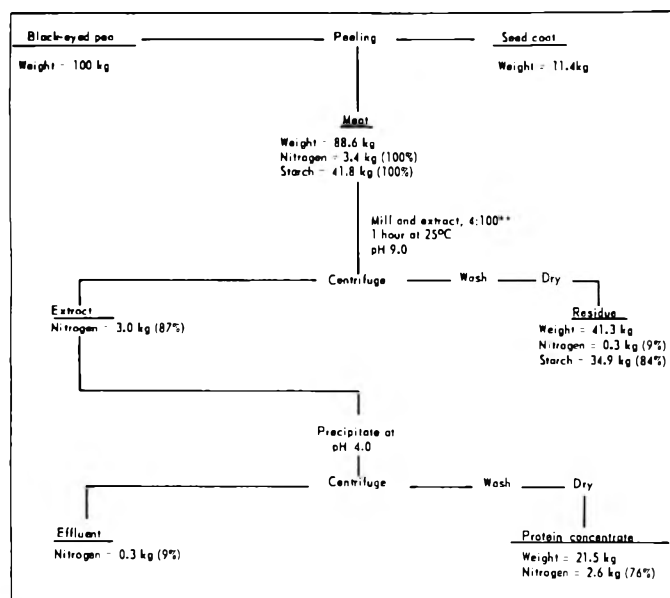 Black-eyed pea Peeling Seed coat
Weight = 100 kg Weight = 11.4kg
Meat
Weight = 88.6 kg
Nitrogen = 3.4 kg (100%)
Starch = 41.8 kg (100%)
Mill and extract, 4:100**
1 hour at 25°C
pH 9.0
Centrifuge Wash Dry
Extract
Nitrogen = 3.0 kg (87%)
Residue
Weight = 41.3 kg
Nitrogen = 0.3 kg (9%)
Starch = 34.9 kg (84%)
Precipitate at
pH 4.0
Centrifuge Wash Dry
Effluent
Nitrogen = 0.3 kg (9%)
Protein concentrate
Weight = 21.5 kg
Nitrogen = 2.6 kg (76%)